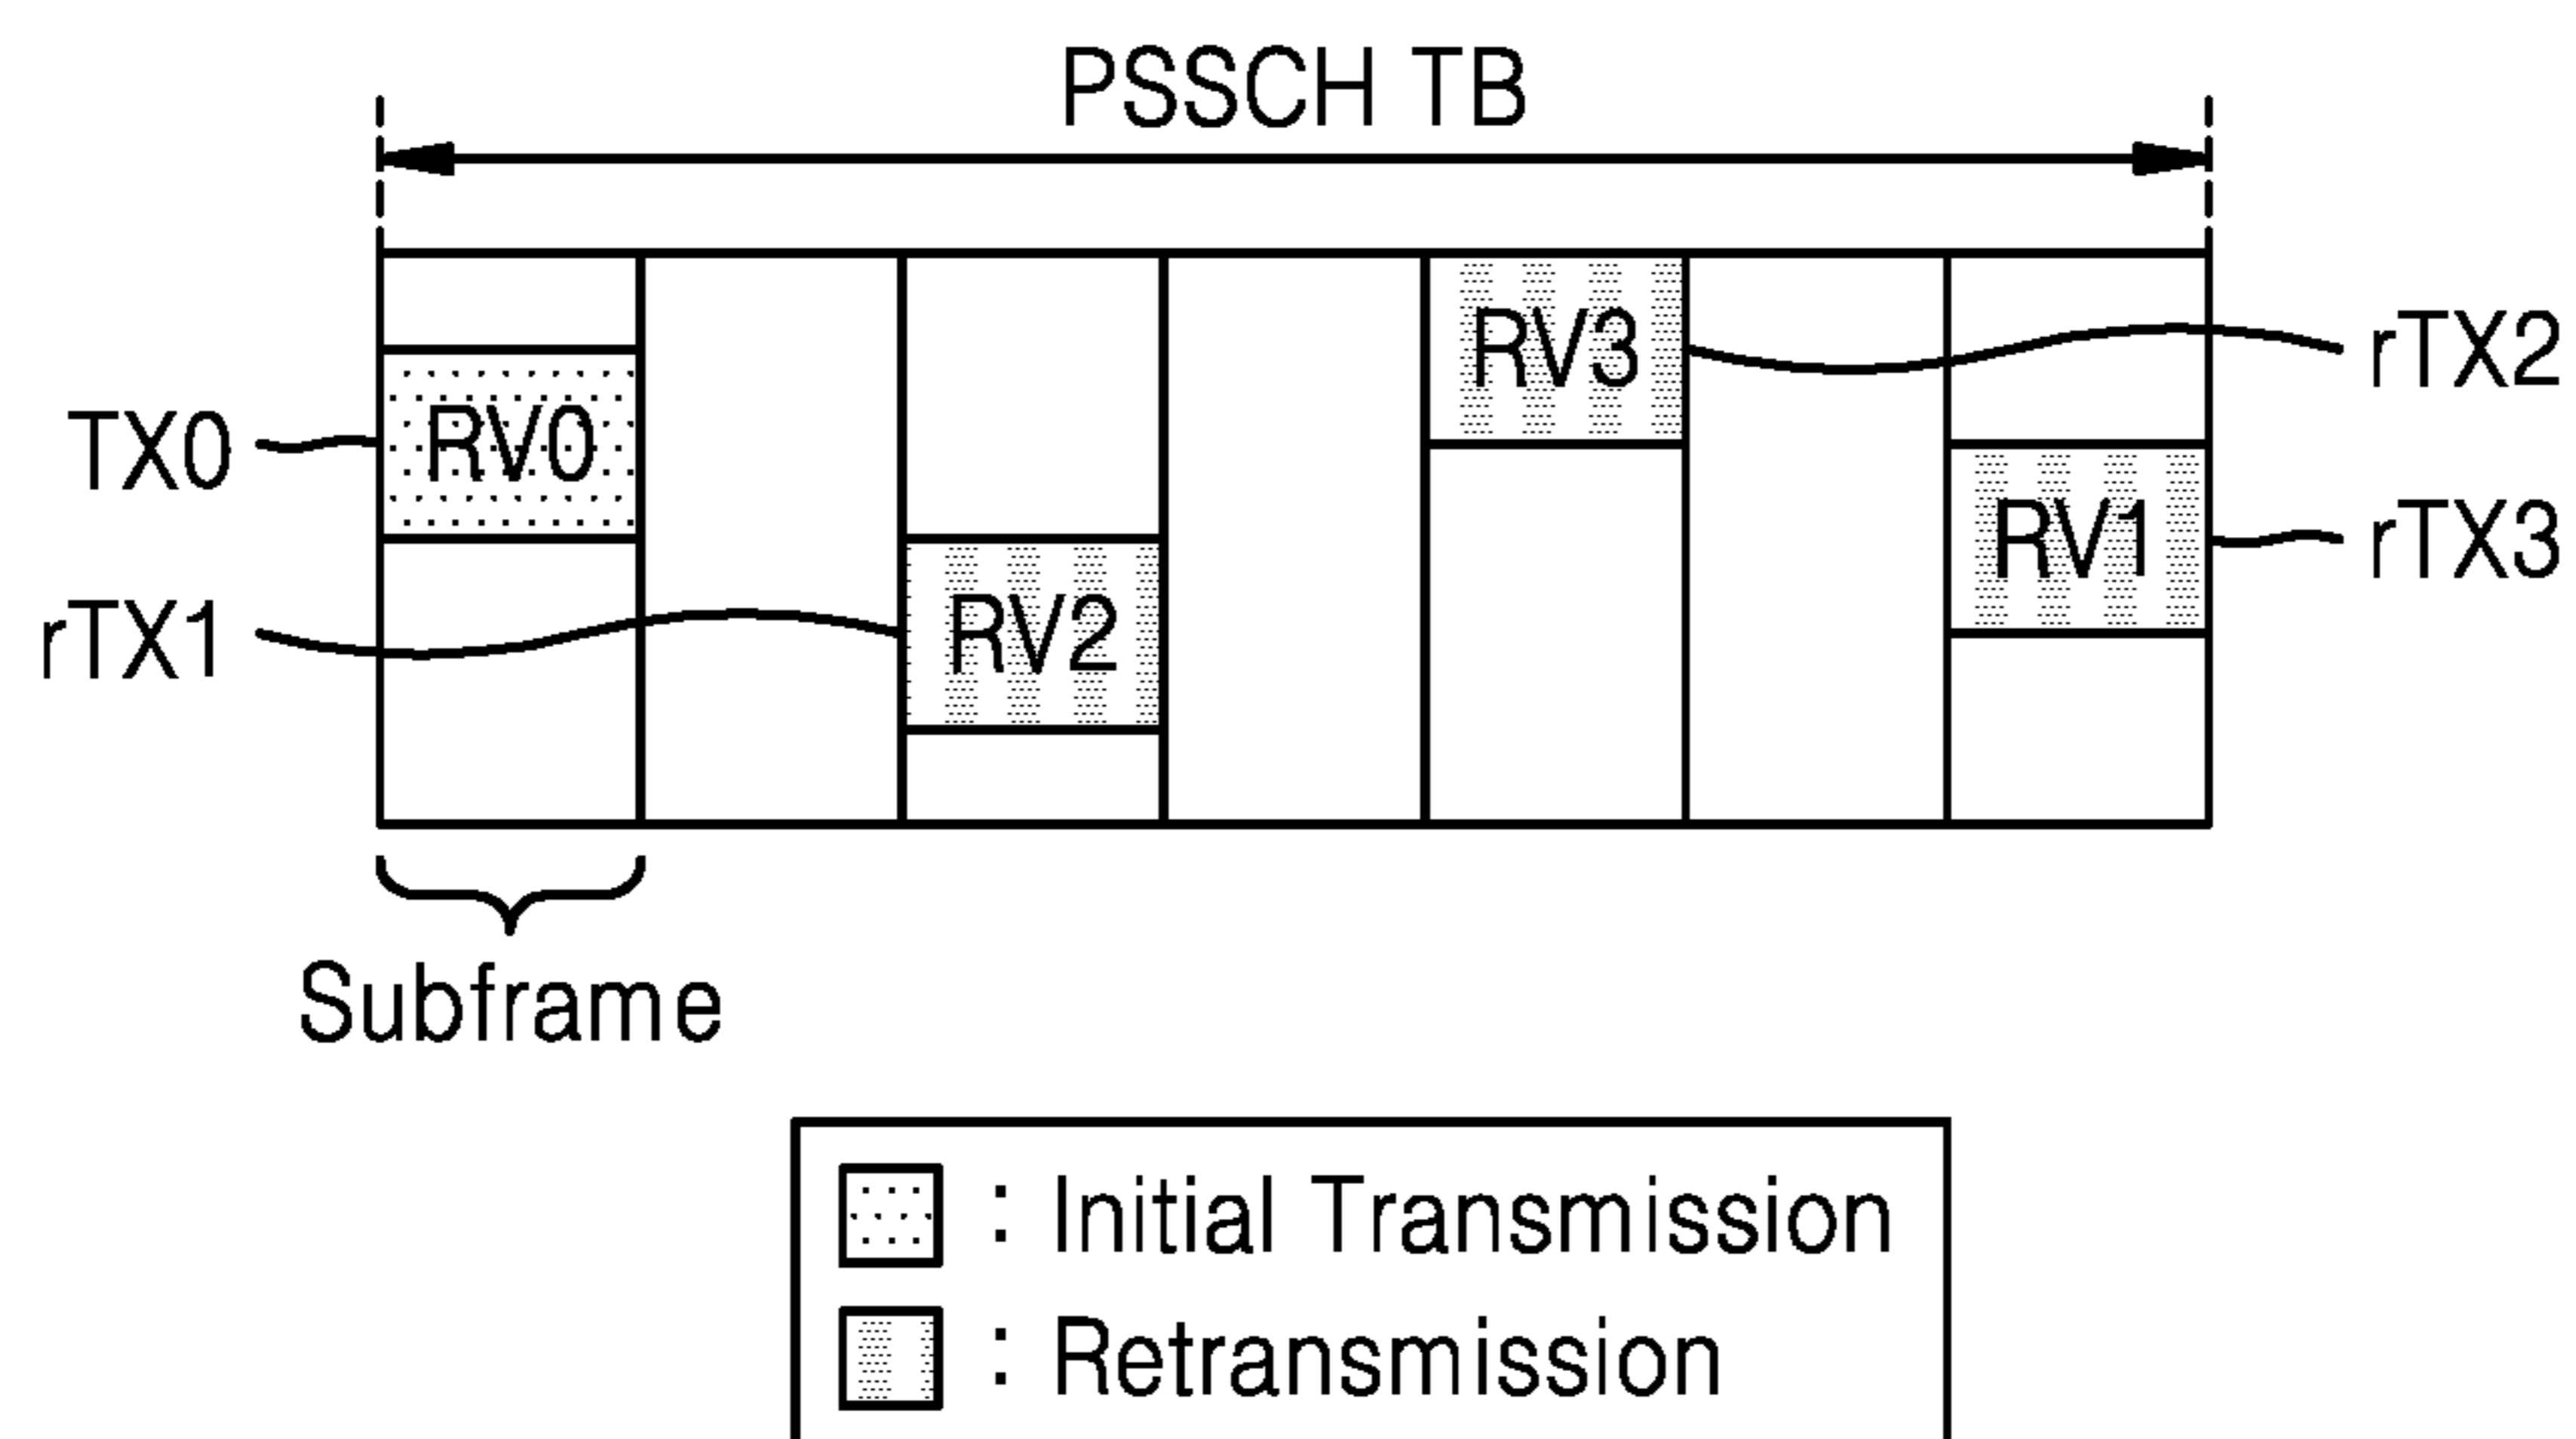 PSSCH TB
RV3
rTX2
TX0
RV0
RV1
rTX3
rTX1
RV2
Subframe
: Initial Transmission
: Retransmission